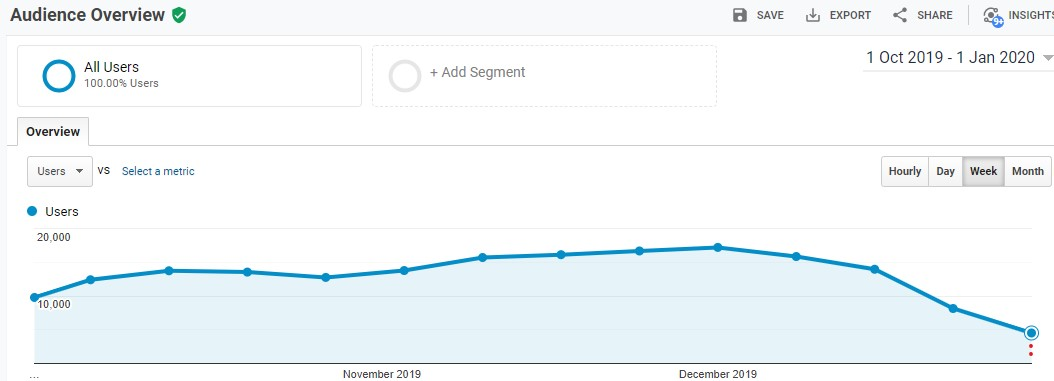 Audience Overview
SAVE
EXPORT
SHARE
9+
INSIGHTS
All Users
100.00% Users
+ Add Segment
1 Oct 2019 - 1 Jan 2020
Overview
Users
VS
Select a metric
Hourly
Day
Week
Month
Users
20,000
10,000
...
November 2019
December 2019